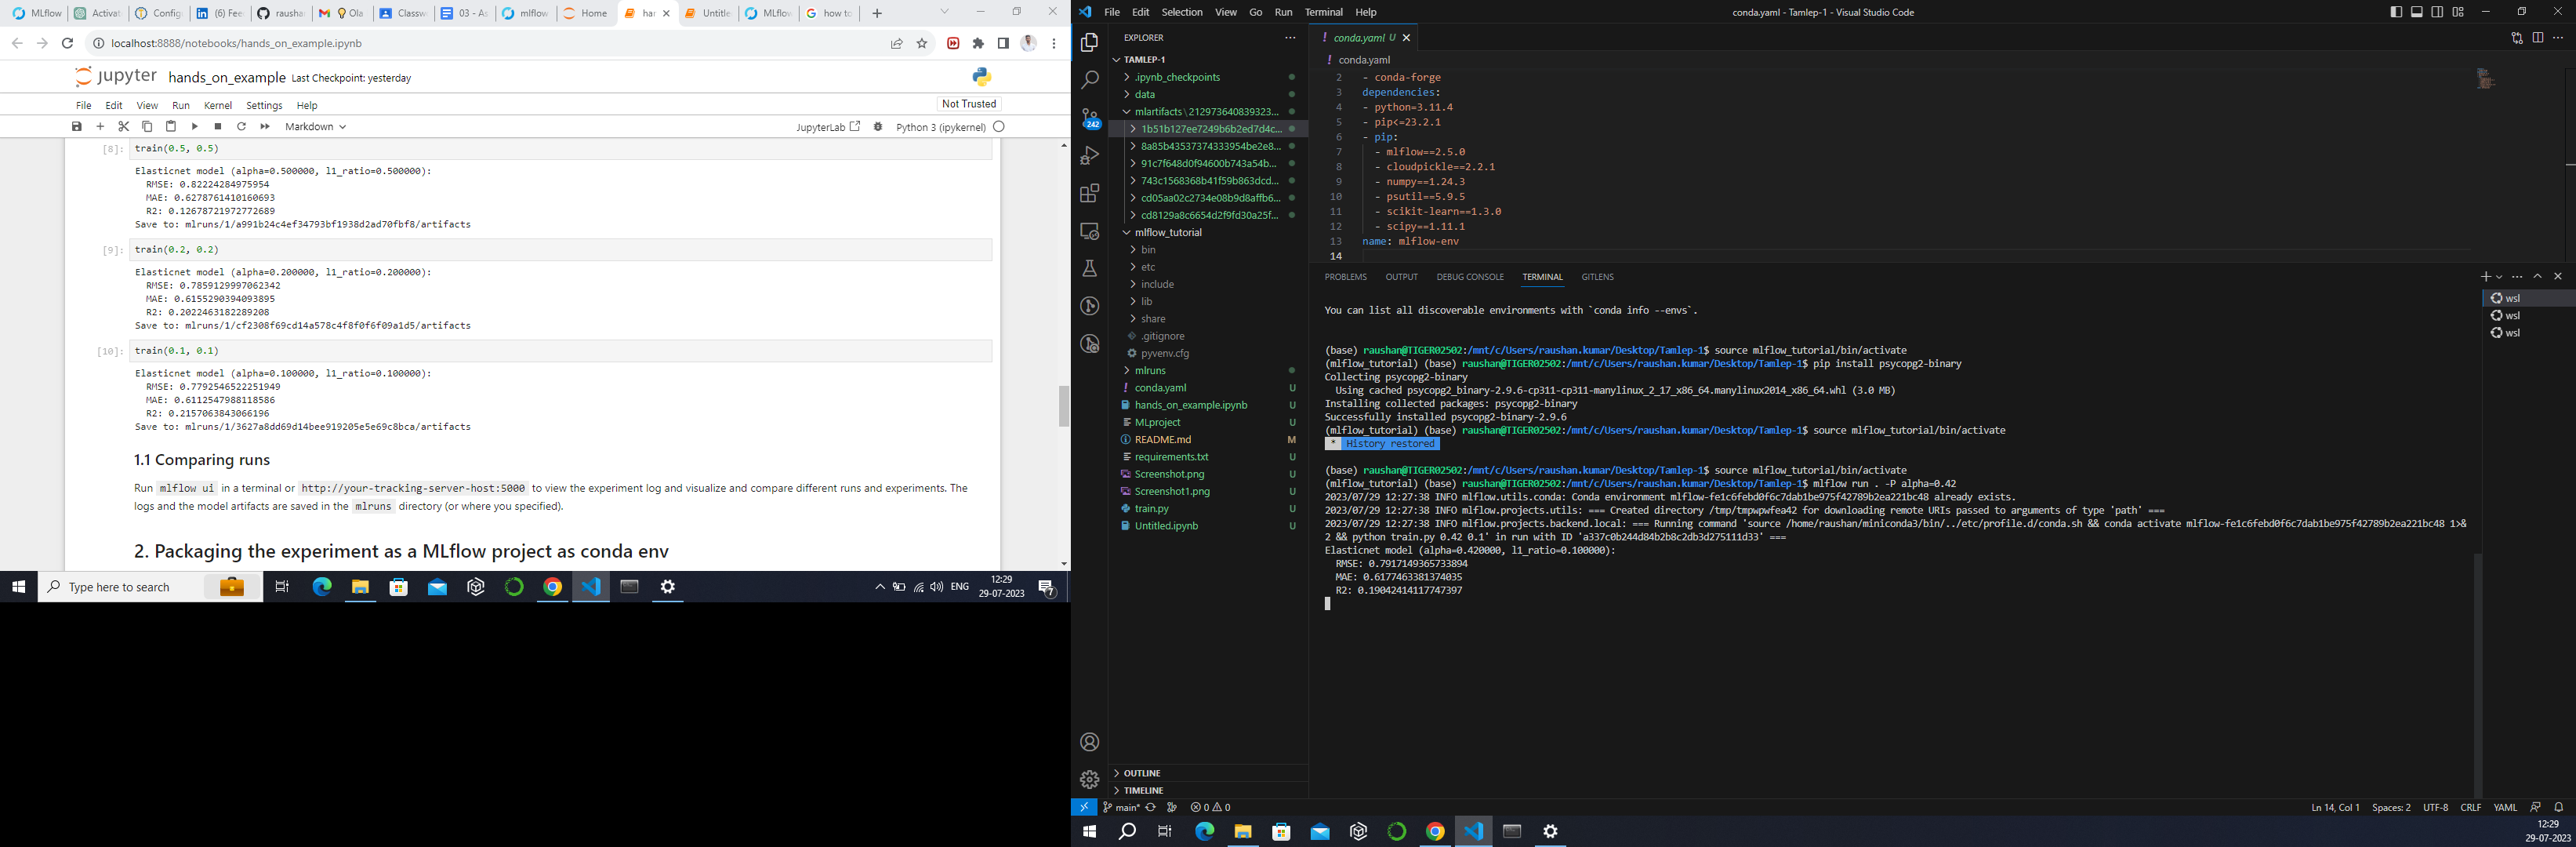 MLflow
Activat
Config
(6) Fee
rausha
Ola
Classw
03 - As
mlflow
Home
har
Untitle
MLflow
how to
localhost:8888/notebooks/hands_on_example.ipynb
jupyter hands_on_example Last Checkpoint: yesterday
File Edit View Run Kernel Settings Help
Not Trusted
Markdown
JupyterLab
Python 3 (ipykernel)
[8]: train(0.5, 0.5)
Elasticnet model (alpha=0.500000, l1_ratio=0.500000):
RMSE: 0.82224284975954
MAE: 0.6278761410160693
R2: 0.12678721972772689
Save to: mlruns/1/a991b24c4ef34793bf1938d2ad70fbf8/artifacts
[9]: train(0.2, 0.2)
Elasticnet model (alpha=0.200000, l1_ratio=0.200000):
RMSE: 0.7859129997062342
MAE: 0.6155290394093895
R2: 0.2022463182289208
Save to: mlruns/1/cf2308f69cd14a578c4f8f0f6f09a1d5/artifacts
[10]: train(0.1, 0.1)
Elasticnet model (alpha=0.100000, l1_ratio=0.100000):
RMSE: 0.7792546522251949
MAE: 0.6112547988118586
R2: 0.2157063843066196
Save to: mlruns/1/3627a8dd69d14bee919205e5e69c8bca/artifacts
1.1 Comparing runs
Run mlflow ui in a terminal or http://your-tracking-server-host:5000 to view the experiment log and visualize and compare different runs and experiments. The
logs and the model artifacts are saved in the mlruns directory (or where you specified).
2. Packaging the experiment as a MLflow project as conda env
Type here to search
ENG
12:29
29-07-2023
7
File Edit Selection View Go Run Terminal Help
conda.yaml - Tamlep-1 - Visual Studio Code
EXPLORER
TAMLEP-1
.ipynb_checkpoints
data
mlartifacts\212973640839323...
1b51b127ee7249b6b2ed7d4c...
8a85b43537374333954be2e8...
91c7f648d0f94600b743a54b...
743c1568368b41f59b863dcd...
cd05aa02c2734e08b9d8affb6...
cd8129a8c6654d2f9fd30a25f...
mlflow_tutorial
bin
etc
include
lib
share
.gitignore
pyvenv.cfg
mlruns
conda.yaml U
hands_on_example.ipynb U
MLproject U
README.md M
requirements.txt U
Screenshot.png U
Screenshot1.png U
train.py U
Untitled.ipynb U
OUTLINE
TIMELINE
242
conda.yaml U
conda.yaml
2 - conda-forge
3 dependencies:
4 - python=3.11.4
5 - pip<=23.2.1
6 - pip:
7 - mlflow==2.5.0
8 - cloudpickle==2.2.1
9 - numpy==1.24.3
10 - psutil==5.9.5
11 - scikit-learn==1.3.0
12 - scipy==1.11.1
13 name: mlflow-env
14
PROBLEMS OUTPUT DEBUG CONSOLE TERMINAL GITLENS
wsl
wsl
wsl
You can list all discoverable environments with `conda info --envs`.
(base) raushan@TIGER02502:/mnt/c/Users/raushan.kumar/Desktop/Tamlep-1$ source mlflow_tutorial/bin/activate
(mlflow_tutorial) (base) raushan@TIGER02502:/mnt/c/Users/raushan.kumar/Desktop/Tamlep-1$ pip install psycopg2-binary
Collecting psycopg2-binary
Using cached psycopg2_binary-2.9.6-cp311-cp311-manylinux_2_17_x86_64.manylinux2014_x86_64.whl (3.0 MB)
Installing collected packages: psycopg2-binary
Successfully installed psycopg2-binary-2.9.6
(mlflow_tutorial) (base) raushan@TIGER02502:/mnt/c/Users/raushan.kumar/Desktop/Tamlep-1$ source mlflow_tutorial/bin/activate
* History restored
(base) raushan@TIGER02502:/mnt/c/Users/raushan.kumar/Desktop/Tamlep-1$ source mlflow_tutorial/bin/activate
(mlflow_tutorial) (base) raushan@TIGER02502:/mnt/c/Users/raushan.kumar/Desktop/Tamlep-1$ mlflow run . -P alpha=0.42
2023/07/29 12:27:38 INFO mlflow.utils.conda: Conda environment mlflow-fe1c6febd0f6c7dab1be975f42789b2ea221bc48 already exists.
2023/07/29 12:27:38 INFO mlflow.projects.utils: === Created directory /tmp/tmpwpwfea42 for downloading remote URIs passed to arguments of type 'path' ===
2023/07/29 12:27:38 INFO mlflow.projects.backend.local: === Running command 'source /home/raushan/miniconda3/bin/../etc/profile.d/conda.sh && conda activate mlflow-fe1c6febd0f6c7dab1be975f42789b2ea221bc48 1>&
2 && python train.py 0.42 0.1' in run with ID 'a337c0b244d84b2b8c2db3d275111d33' ===
Elasticnet model (alpha=0.420000, l1_ratio=0.100000):
RMSE: 0.7917149365733894
MAE: 0.6177463381374035
R2: 0.19042414117747397
main* 0 0
Ln 14, Col 1 Spaces: 2 UTF-8 CRLF YAML
12:29
29-07-2023